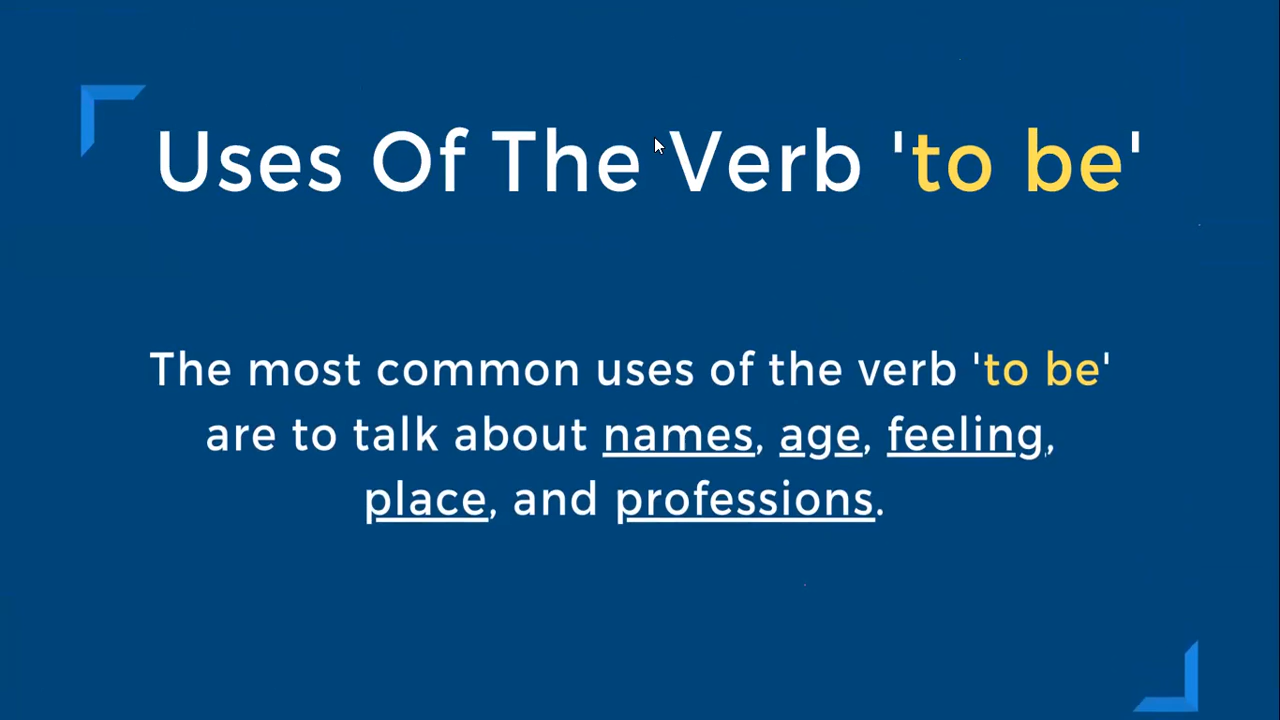 Uses Of The Verb 'to be'
The most common uses of the verb 'to be'
are to talk about names, age, feeling,
place, and professions.